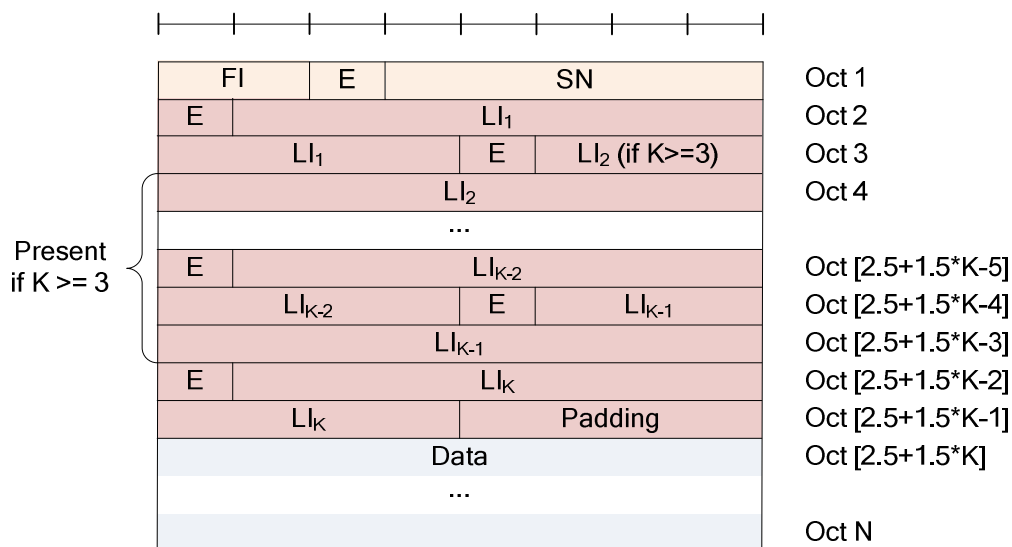 FI E SN Oct 1
E LI1 Oct 2
LI1 E LI2 (if K>=3) Oct 3
LI2 Oct 4
...
Present
if K >= 3
E LIK-2 Oct [2.5+1.5*K-5]
LIK-2 E LIK-1 Oct [2.5+1.5*K-4]
LIK-1 Oct [2.5+1.5*K-3]
E LIK Oct [2.5+1.5*K-2]
LIK Padding Oct [2.5+1.5*K-1]
Data Oct [2.5+1.5*K]
...
Oct N